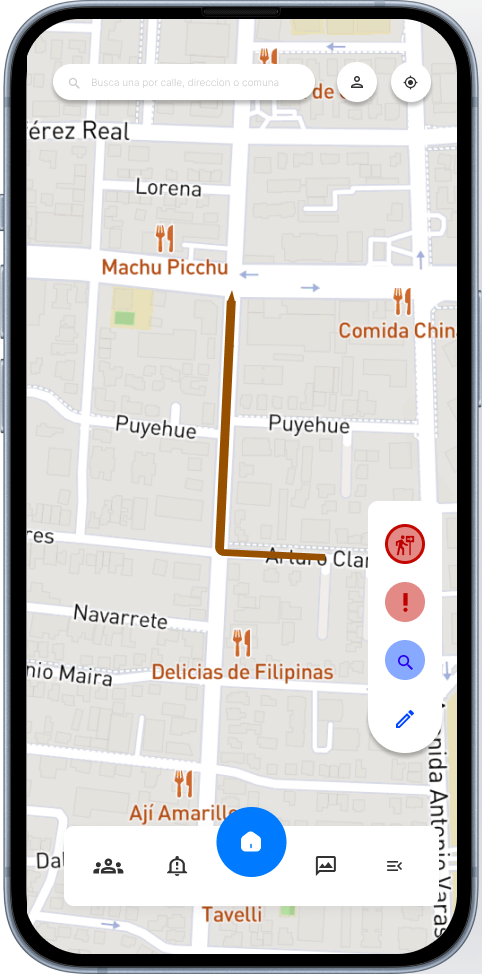 de
Busca una por calle, direccion o comuna
érez Real
Lorena
Machu Picchu
Comida Chin
Puyehue
Puyehue
res
Arturo Clar
Navarrete
nio Maira
Delicias de Filipinas
nida Antonio Varas
Ají Amarillo
Dal
Tavelli